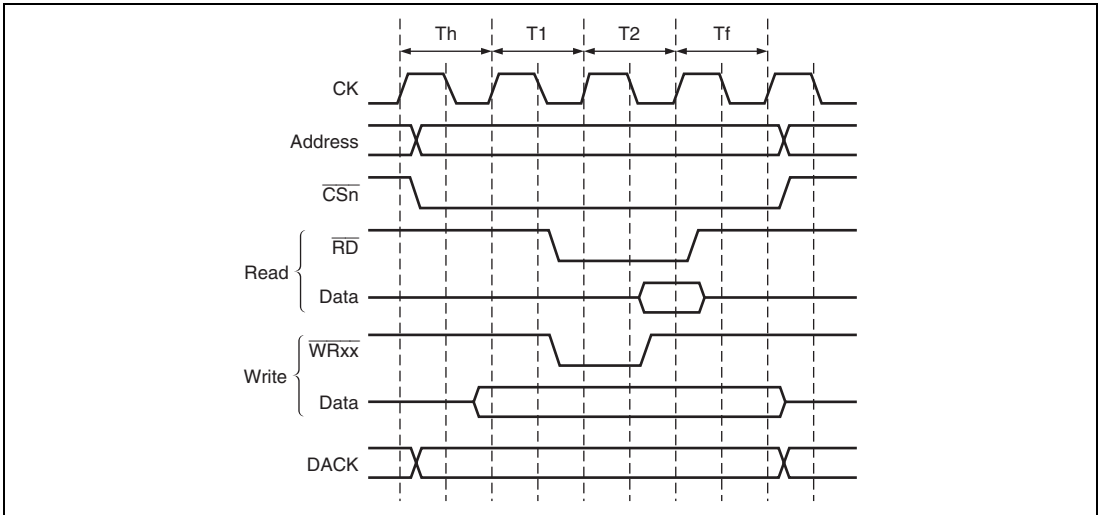 Th T1 T2 Tf
CK
Address
CSn
RD
Read
Data
WRxx
Write
Data
DACK